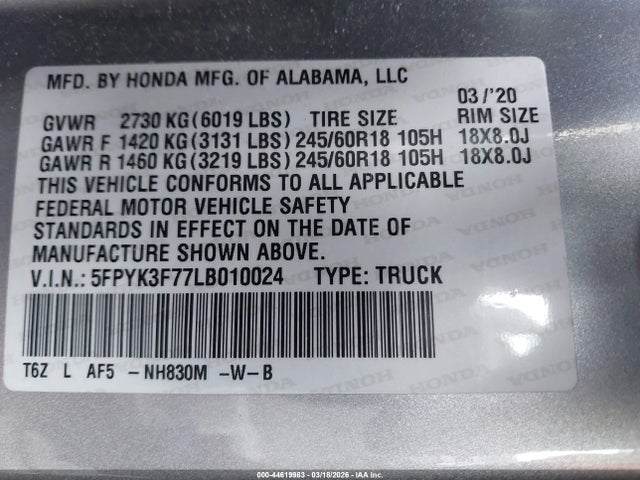 MFD. BY HONDA MFG. OF ALABAMA, LLC
03/'20
GVWR 2730 KG (6019 LBS) TIRE SIZE RIM SIZE
GAWR F 1420 KG (3131 LBS) 245/60R18 105H 18X8.0J
GAWR R 1460 KG (3219 LBS) 245/60R18 105H 18X8.0J
THIS VEHICLE CONFORMS TO ALL APPLICABLE
FEDERAL MOTOR VEHICLE SAFETY
STANDARDS IN EFFECT ON THE DATE OF
MANUFACTURE SHOWN ABOVE.
V.I.N.: 5FPYK3F77LB010024 TYPE: TRUCK
T6Z L AF5 -NH830M -W-B
000-44619983 - 03/18/2026 - IAA Inc.